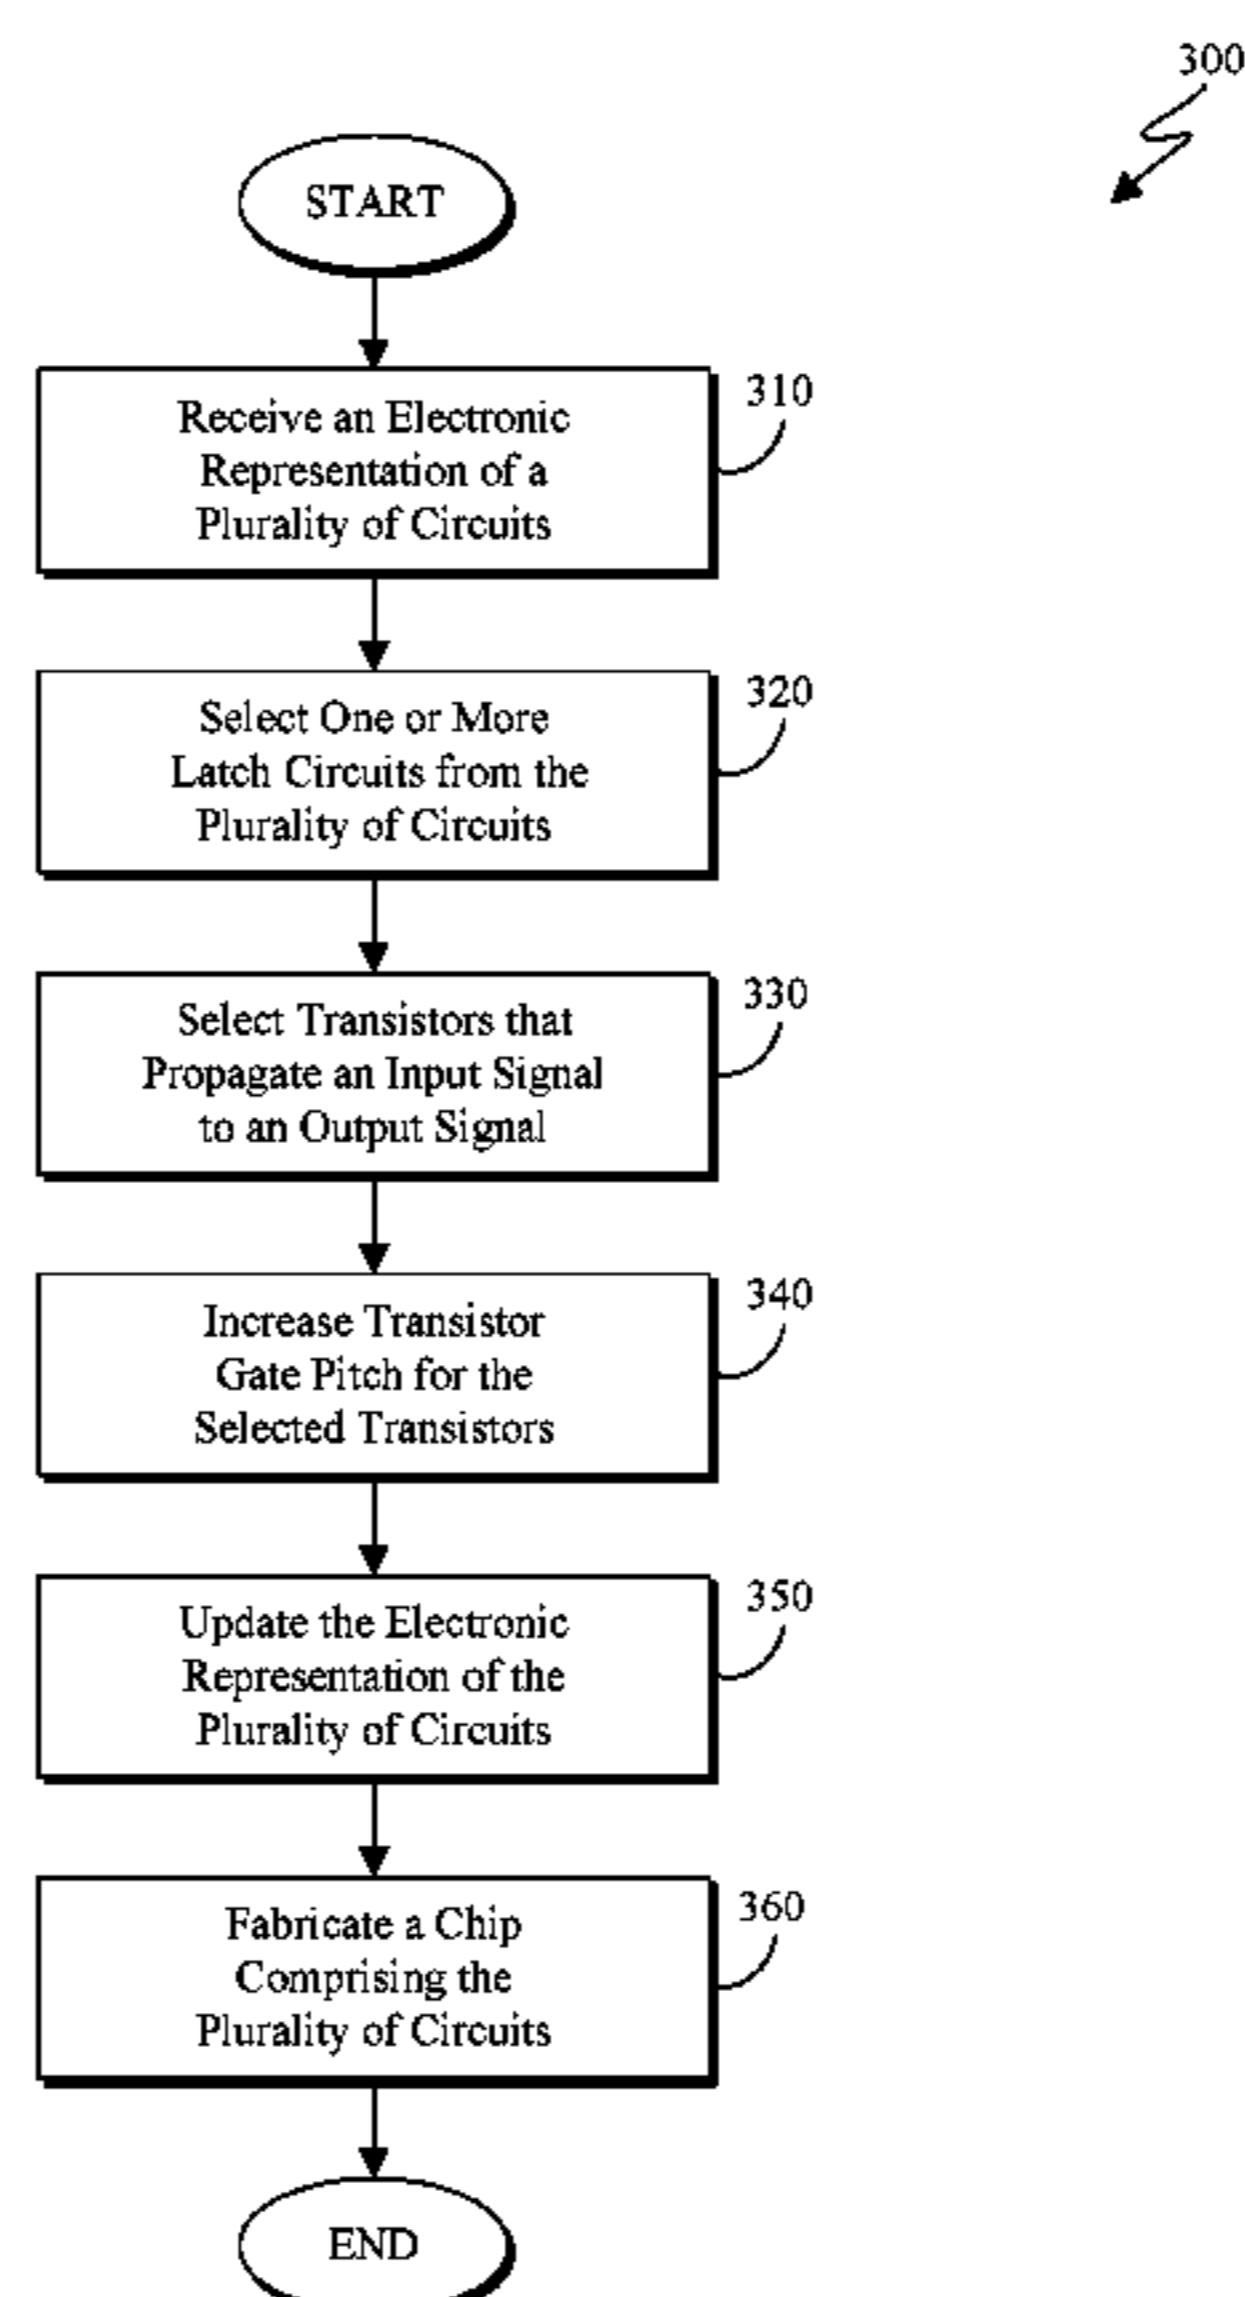 300
START
310
Receive an Electronic
Representation of a
Plurality of Circuits
320
Select One or More
Latch Circuits from the
Plurality of Circuits
330
Select Transistors that
Propagate an Input Signal
to an Output Signal
340
Increase Transistor
Gate Pitch for the
Selected Transistors
350
Update the Electronic
Representation of the
Plurality of Circuits
360
Fabricate a Chip
Comprising the
Plurality of Circuits
END